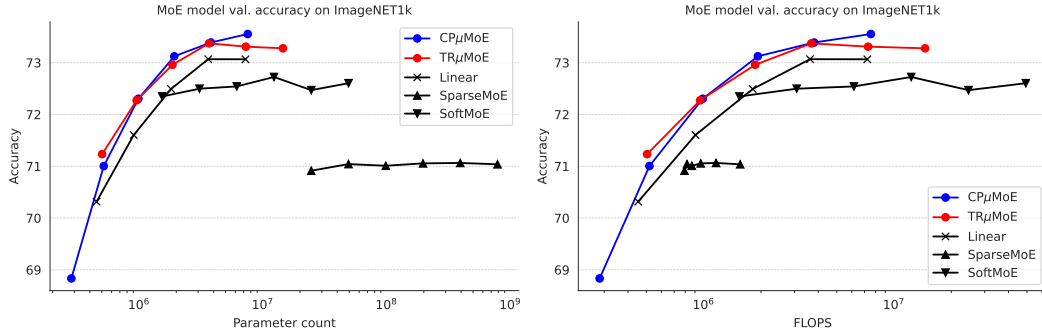 MoE model val. accuracy on ImageNET1k
Accuracy
73
72
71
70
69
CPμMoE
TRμMoE
Linear
SparseMoE
SoftMoE
10⁶
10⁷
10⁸
10⁹
Parameter count
MoE model val. accuracy on ImageNET1k
Accuracy
73
72
71
70
69
CPμMoE
TRμMoE
Linear
SparseMoE
SoftMoE
10⁶
10⁷
FLOPS